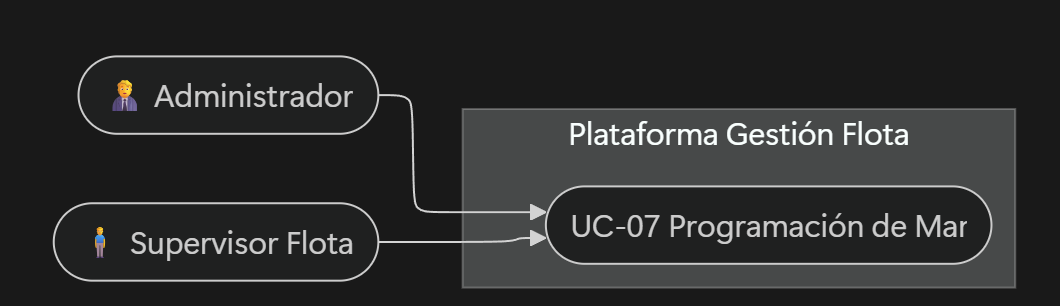 Administrador
Plataforma Gestión Flota
UC-07 Programación de Mar
Supervisor Flota